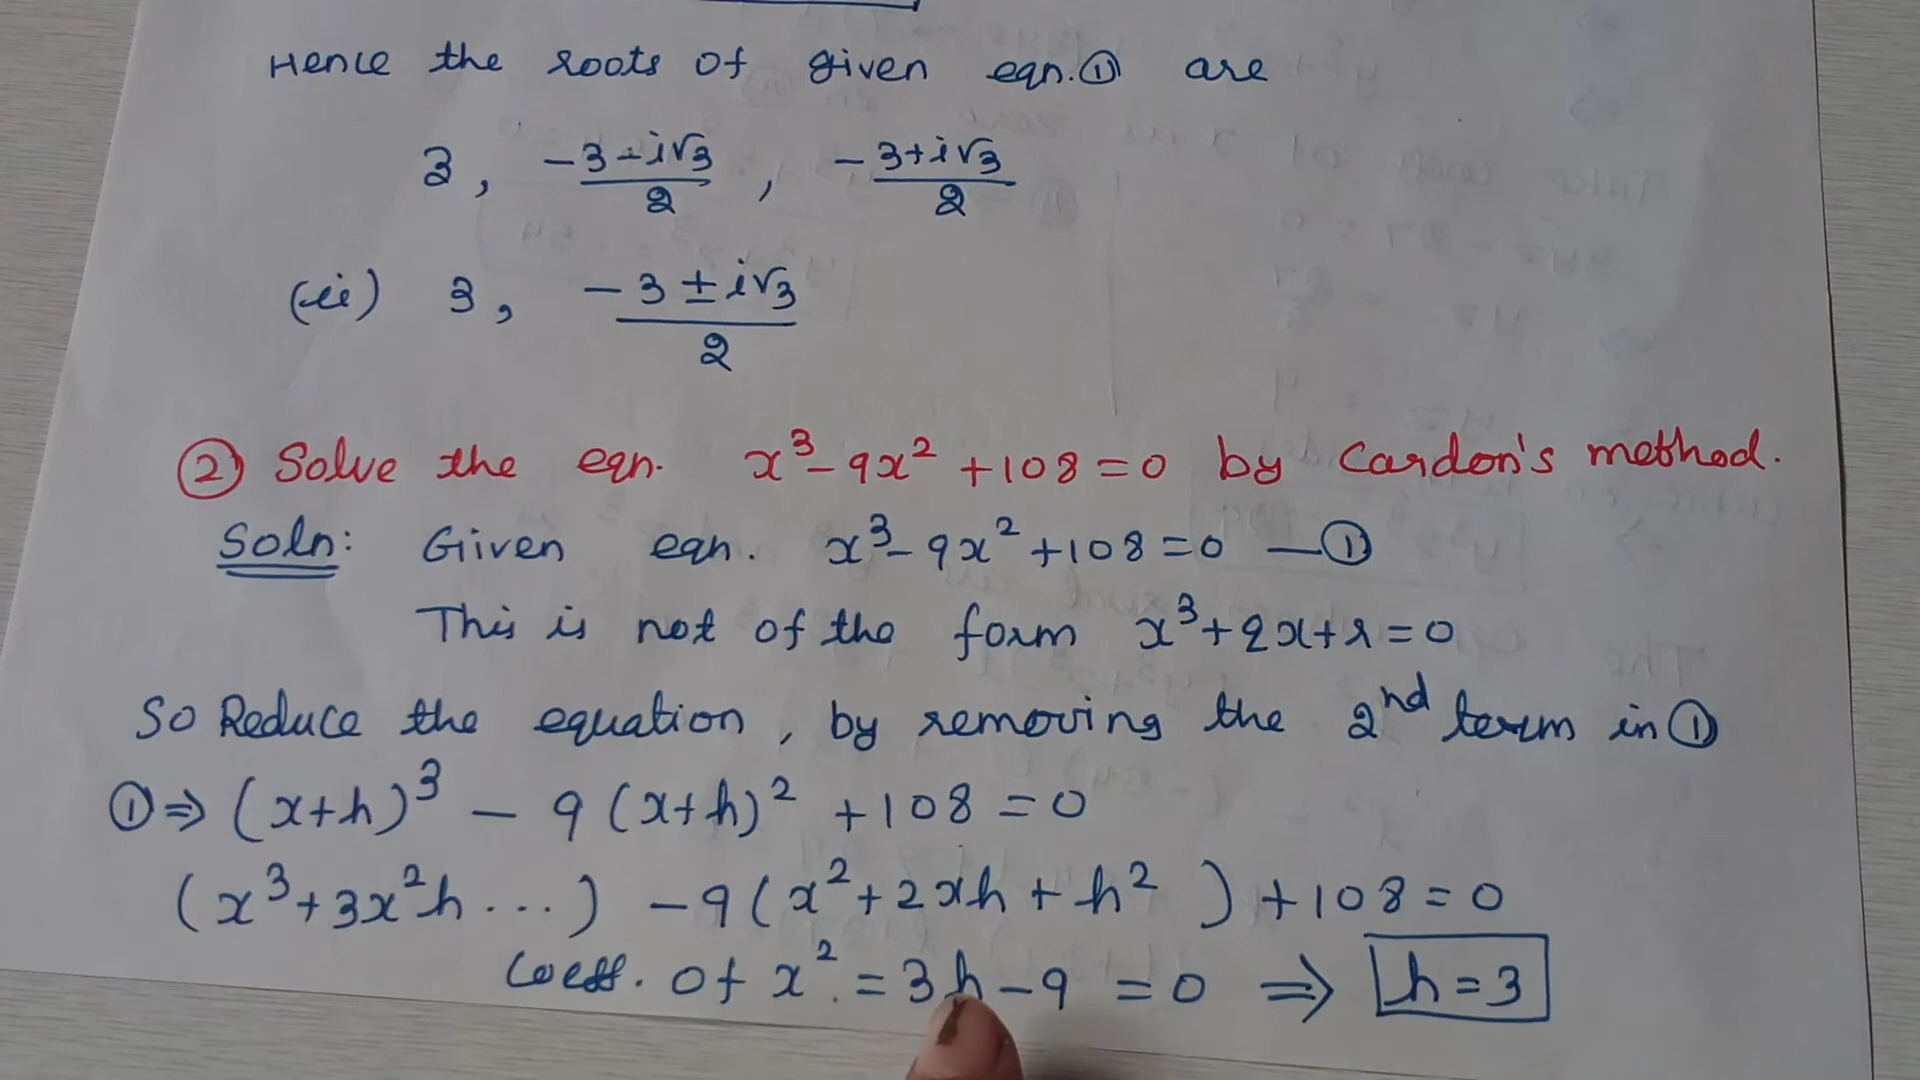 Hence the roots of given eqn. ① are
3, -3-i√3/2, -3+i√3/2
(ie) 3, -3±i√3/2
② Solve the eqn. x³-9x²+108=0 by Cardon's method.
Soln: Given eqn. x³-9x²+108=0 —①
This is not of the form x³+qx+r=0
So Reduce the equation, by removing the 2nd term in ①
①⇒ (x+h)³ - 9(x+h)² +108=0
(x³+3x²h...) -9(x²+2xh+h²)+108=0
Coeff. of x² = 3h-9 = 0 ⇒ h=3